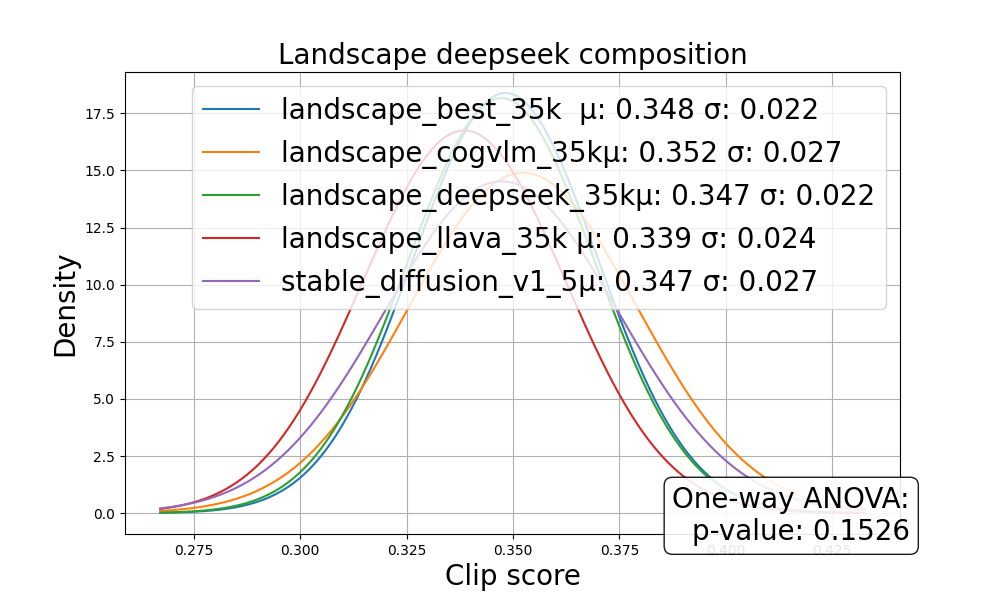 Landscape deepseek composition
landscape_best_35k  μ: 0.348 σ: 0.022
landscape_cogvlm_35kμ: 0.352 σ: 0.027
landscape_deepseek_35kμ: 0.347 σ: 0.022
landscape_llava_35k μ: 0.339 σ: 0.024
stable_diffusion_v1_5μ: 0.347 σ: 0.027
Density
17.5
15.0
12.5
10.0
7.5
5.0
2.5
0.0
One-way ANOVA:
p-value: 0.1526
0.275 0.300 0.325 0.350 0.375 0.400 0.425
Clip score